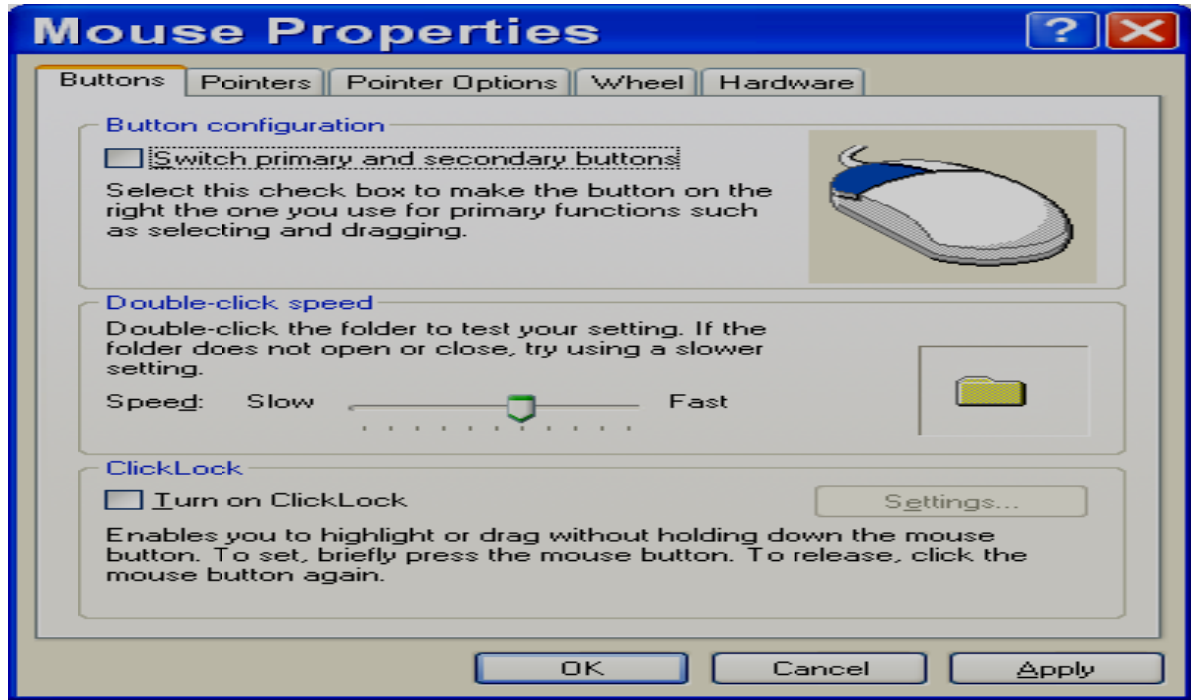 Mouse Properties
?
Buttons Pointers Pointer Options Wheel Hardware
Button configuration
Switch primary and secondary buttons
Select this check box to make the button on the
right the one you use for primary functions such
as selecting and dragging.
Double-click speed
Double-click the folder to test your setting. If the
folder does not open or close, try using a slower
setting.
Speed: Slow Fast
ClickLock
Turn on ClickLock Settings...
Enables you to highlight or drag without holding down the mouse
button. To set, briefly press the mouse button. To release, click the
mouse button again.
OK Cancel Apply